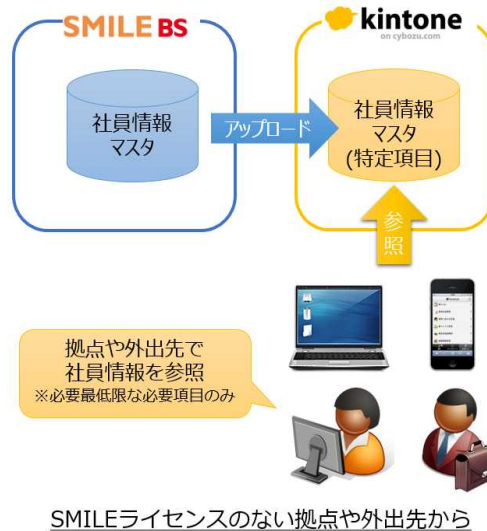 SMILE BS
kintone
on cybozu.com
社員情報
マスタ
アップロード
社員情報
マスタ
(特定項目)
参照
拠点や外出先で
社員情報を参照
※必要最低限な必要項目のみ
SMILEライセンスのない拠点や外出先から